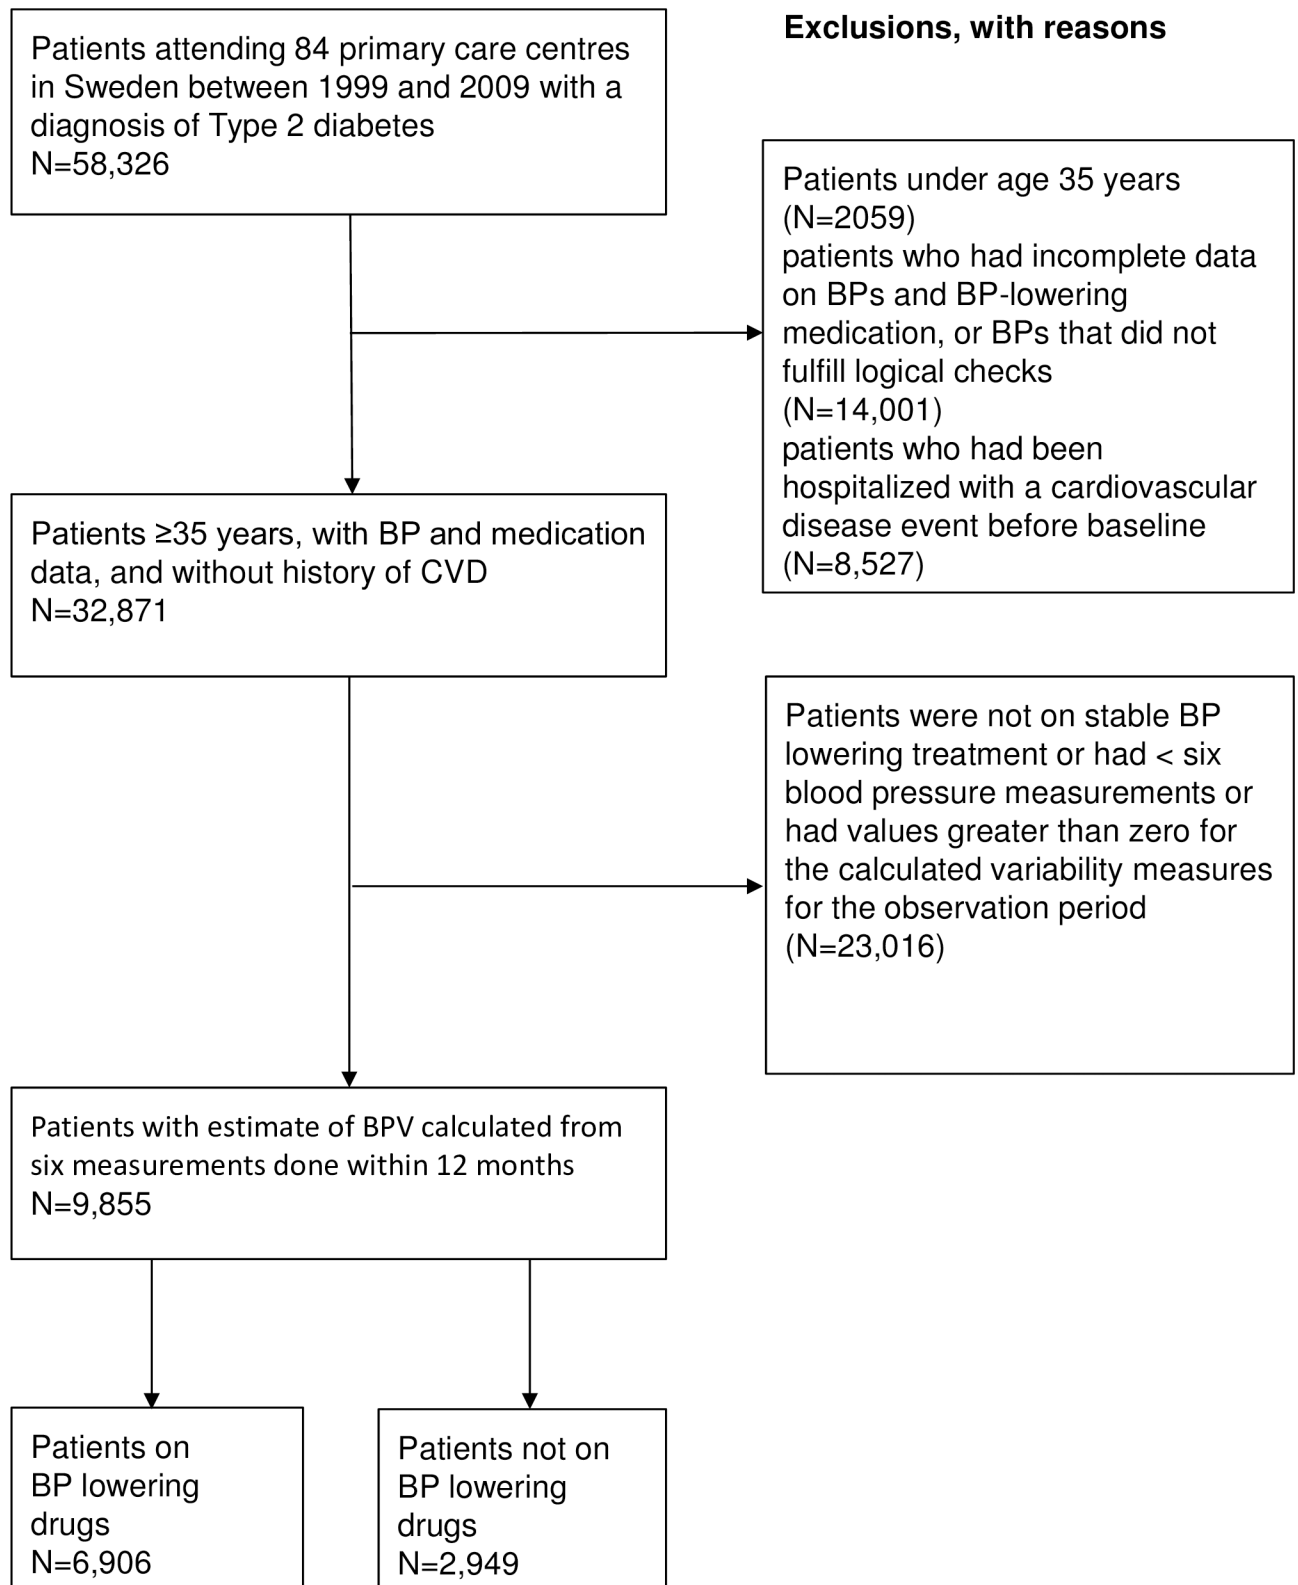 Exclusions, with reasons
Patients attending 84 primary care centres
in Sweden between 1999 and 2009 with a
diagnosis of Type 2 diabetes
N=58,326
Patients under age 35 years
(N=2059)
patients who had incomplete data
on BPs and BP-lowering
medication, or BPs that did not
fulfill logical checks
(N=14,001)
patients who had been
hospitalized with a cardiovascular
disease event before baseline
(N=8,527)
Patients ≥35 years, with BP and medication
data, and without history of CVD
N=32,871
Patients were not on stable BP
lowering treatment or had < six
blood pressure measurements or
had values greater than zero for
the calculated variability measures
for the observation period
(N=23,016)
Patients with estimate of BPV calculated from
six measurements done within 12 months
N=9,855
Patients on
BP lowering
drugs
N=6,906
Patients not on
BP lowering
drugs
N=2,949